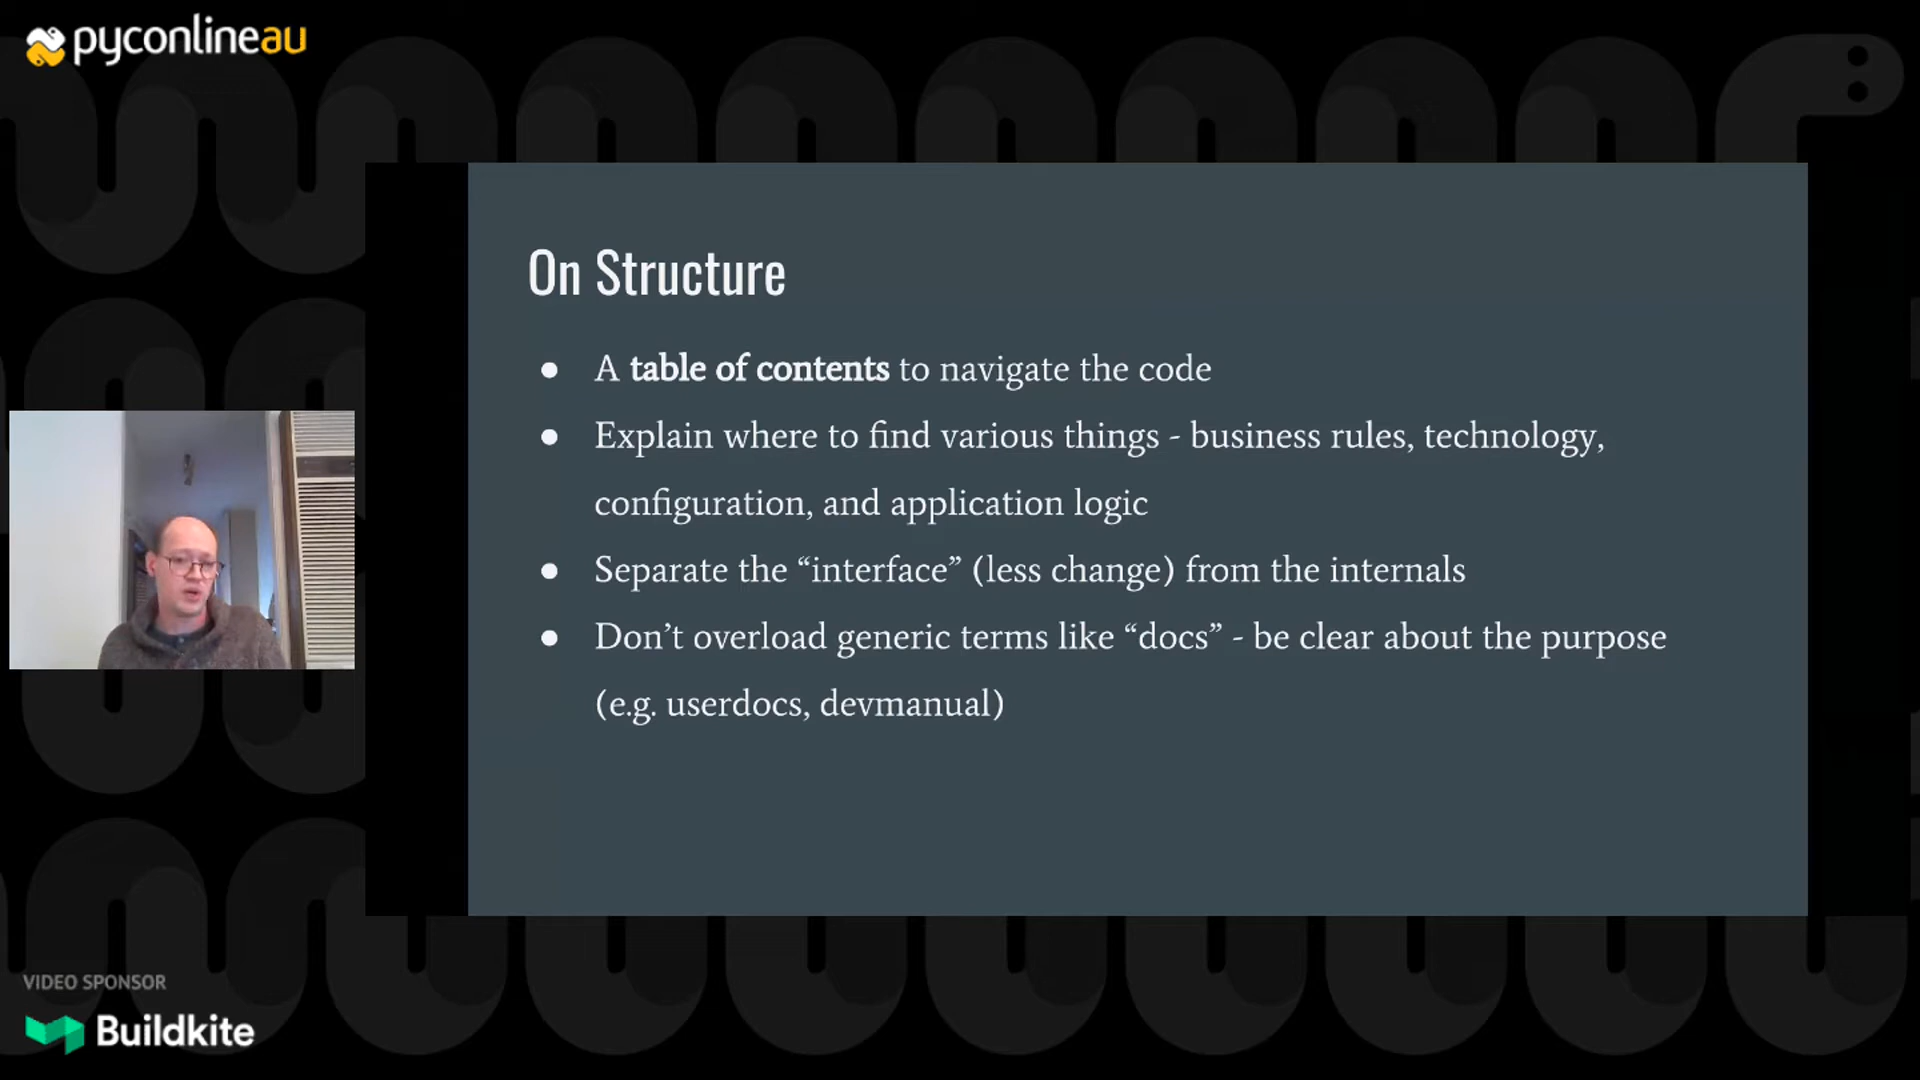 pyconlineau
On Structure
● A table of contents to navigate the code
● Explain where to find various things - business rules, technology,
configuration, and application logic
● Separate the “interface” (less change) from the internals
● Don’t overload generic terms like “docs” - be clear about the purpose
(e.g. userdocs, devmanual)
VIDEO SPONSOR
Buildkite